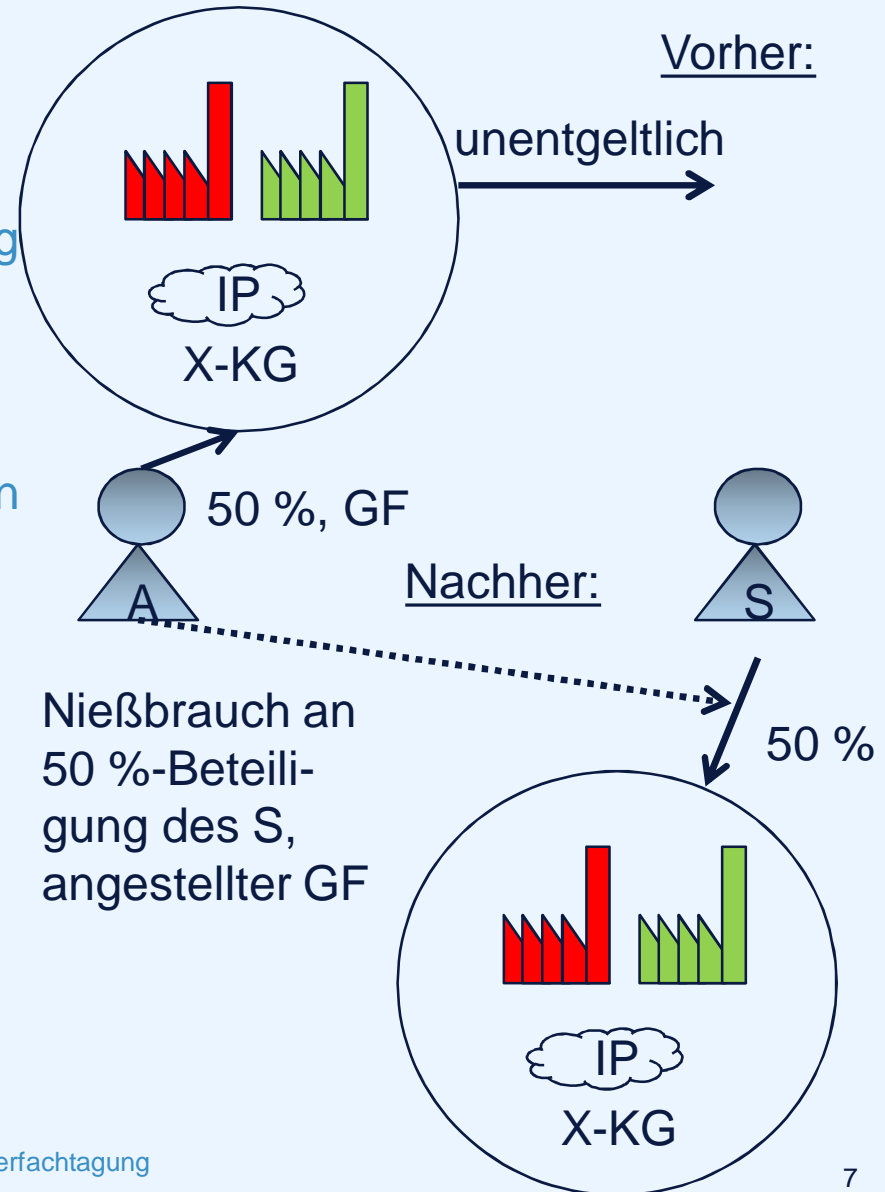 Vorher:
unentgeltlich
g
IP
X-KG
n
50 %, GF
A
Nachher:
S
Nießbrauch an
50 %-Beteili-
gung des S,
angestellter GF
50 %
IP
X-KG
erfachtagung
7